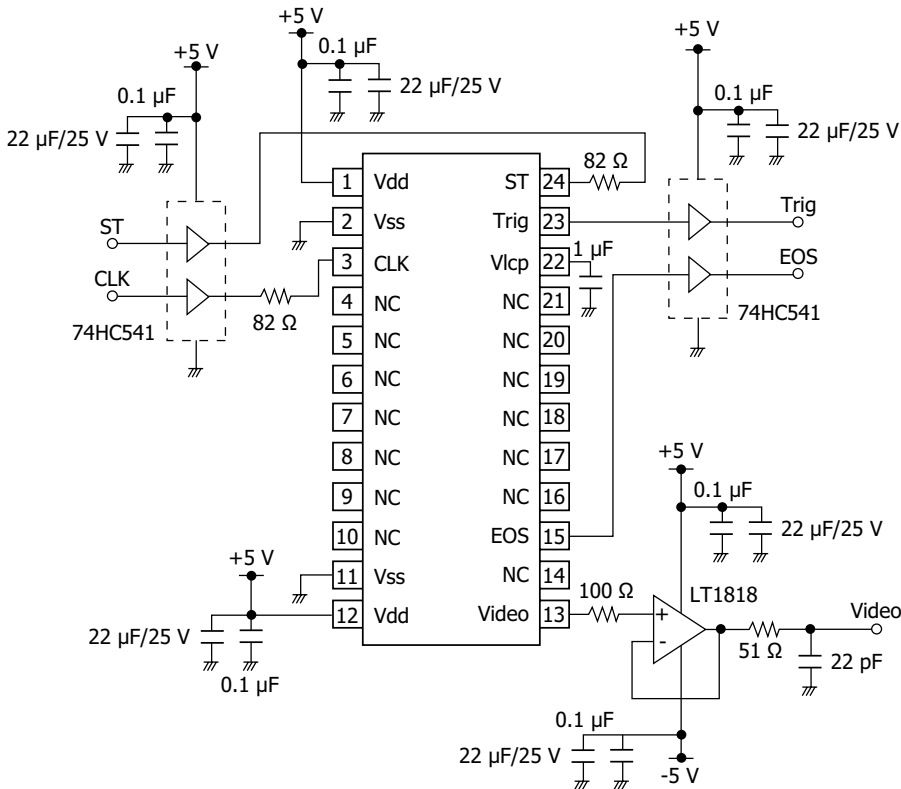 +5 V
0.1 µF
22 µF/25 V
+5 V
0.1 µF
22 µF/25 V
+5 V
0.1 µF
22 µF/25 V
ST
CLK
74HC541
82 Ω
82 Ω
1 Vdd
2 Vss
3 CLK
4 NC
5 NC
6 NC
7 NC
8 NC
9 NC
10 NC
11 Vss
12 Vdd
ST 24
Trig 23
Vlcp 22
NC 21
NC 20
NC 19
NC 18
NC 17
NC 16
EOS 15
NC 14
Video 13
1 µF
Trig
EOS
74HC541
+5 V
22 µF/25 V
0.1 µF
+5 V
0.1 µF
22 µF/25 V
100 Ω
LT1818
+
-
51 Ω
Video
22 pF
0.1 µF
22 µF/25 V
-5 V